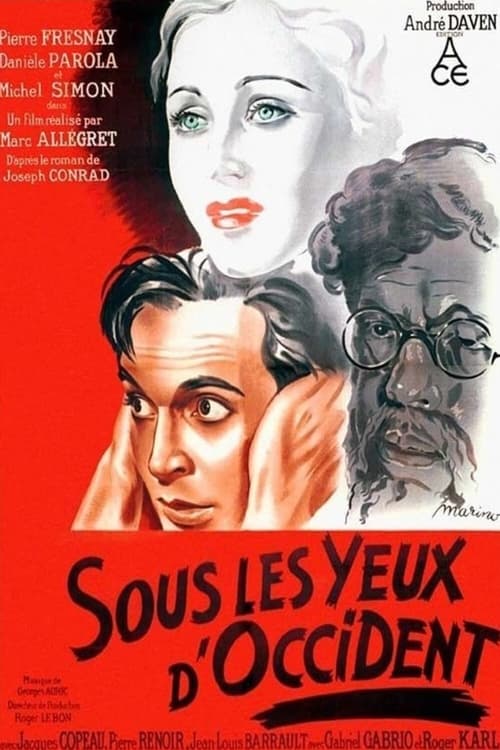 Pierre FRESNAY
Danièle PAROLA
et
Michel SIMON
dans
Un film réalisé par
Marc ALLÉGRET
D'après le roman de
Joseph CONRAD
Production
André DAVEN
EDITION
ACE
marino
SOUS LES YEUX
D'OCCIDENT
Musique de
Georges AURIC
Directeur de Production
Roger LE BON
avec Jacques COPEAU, Pierre RENOIR, Jean Louis BARRAULT avec Gabriel GABRIO et Roger KARL